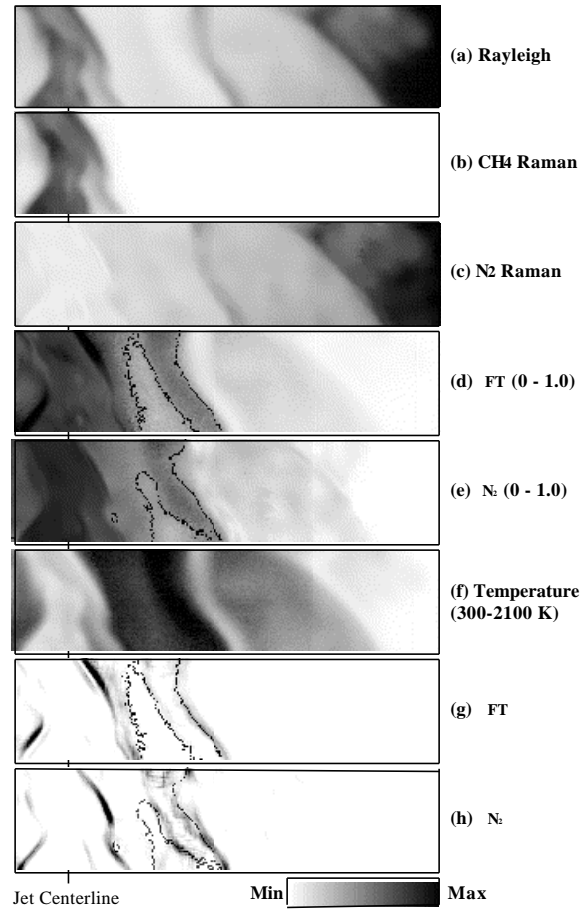 (a) Rayleigh
(b) CH4 Raman
(c) N2 Raman
(d) FT (0 - 1.0)
(e) N2 (0 - 1.0)
(f) Temperature
(300-2100 K)
(g) FT
(h) N2
Jet Centerline
Min
Max